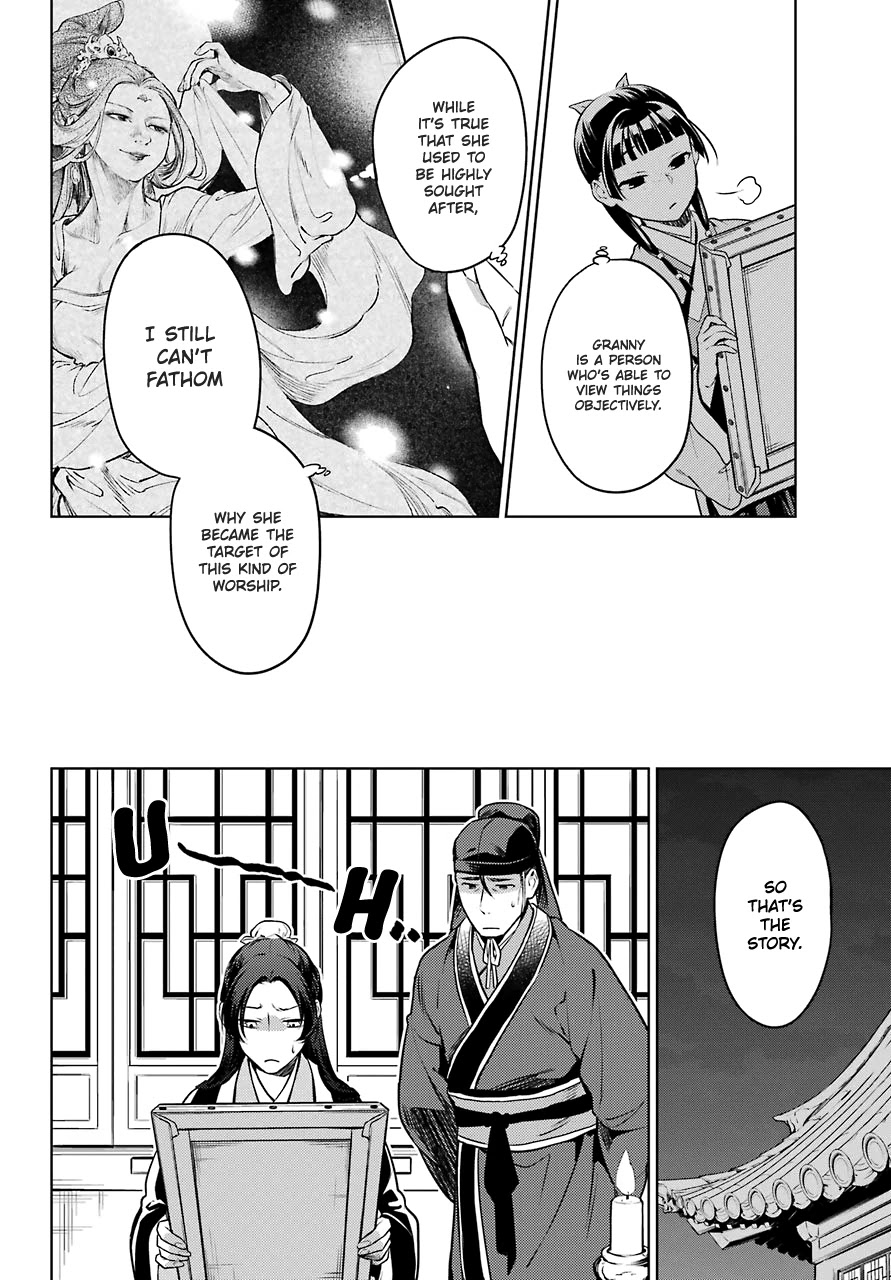 GRANNY
IS A PERSON
WHO'S ABLE TO
VIEW THINGS
OBJECTIVELY.
WHILE
IT'S TRUE
THAT SHE
USED TO
BE HIGHLY
SOUGHT
AFTER,
I STILL
CAN'T
FATHOM
WHY SHE
BECAME THE
TARGET OF
THIS KIND OF
WORSHIP.
SO
THAT'S
THE
STORY.
U——H..